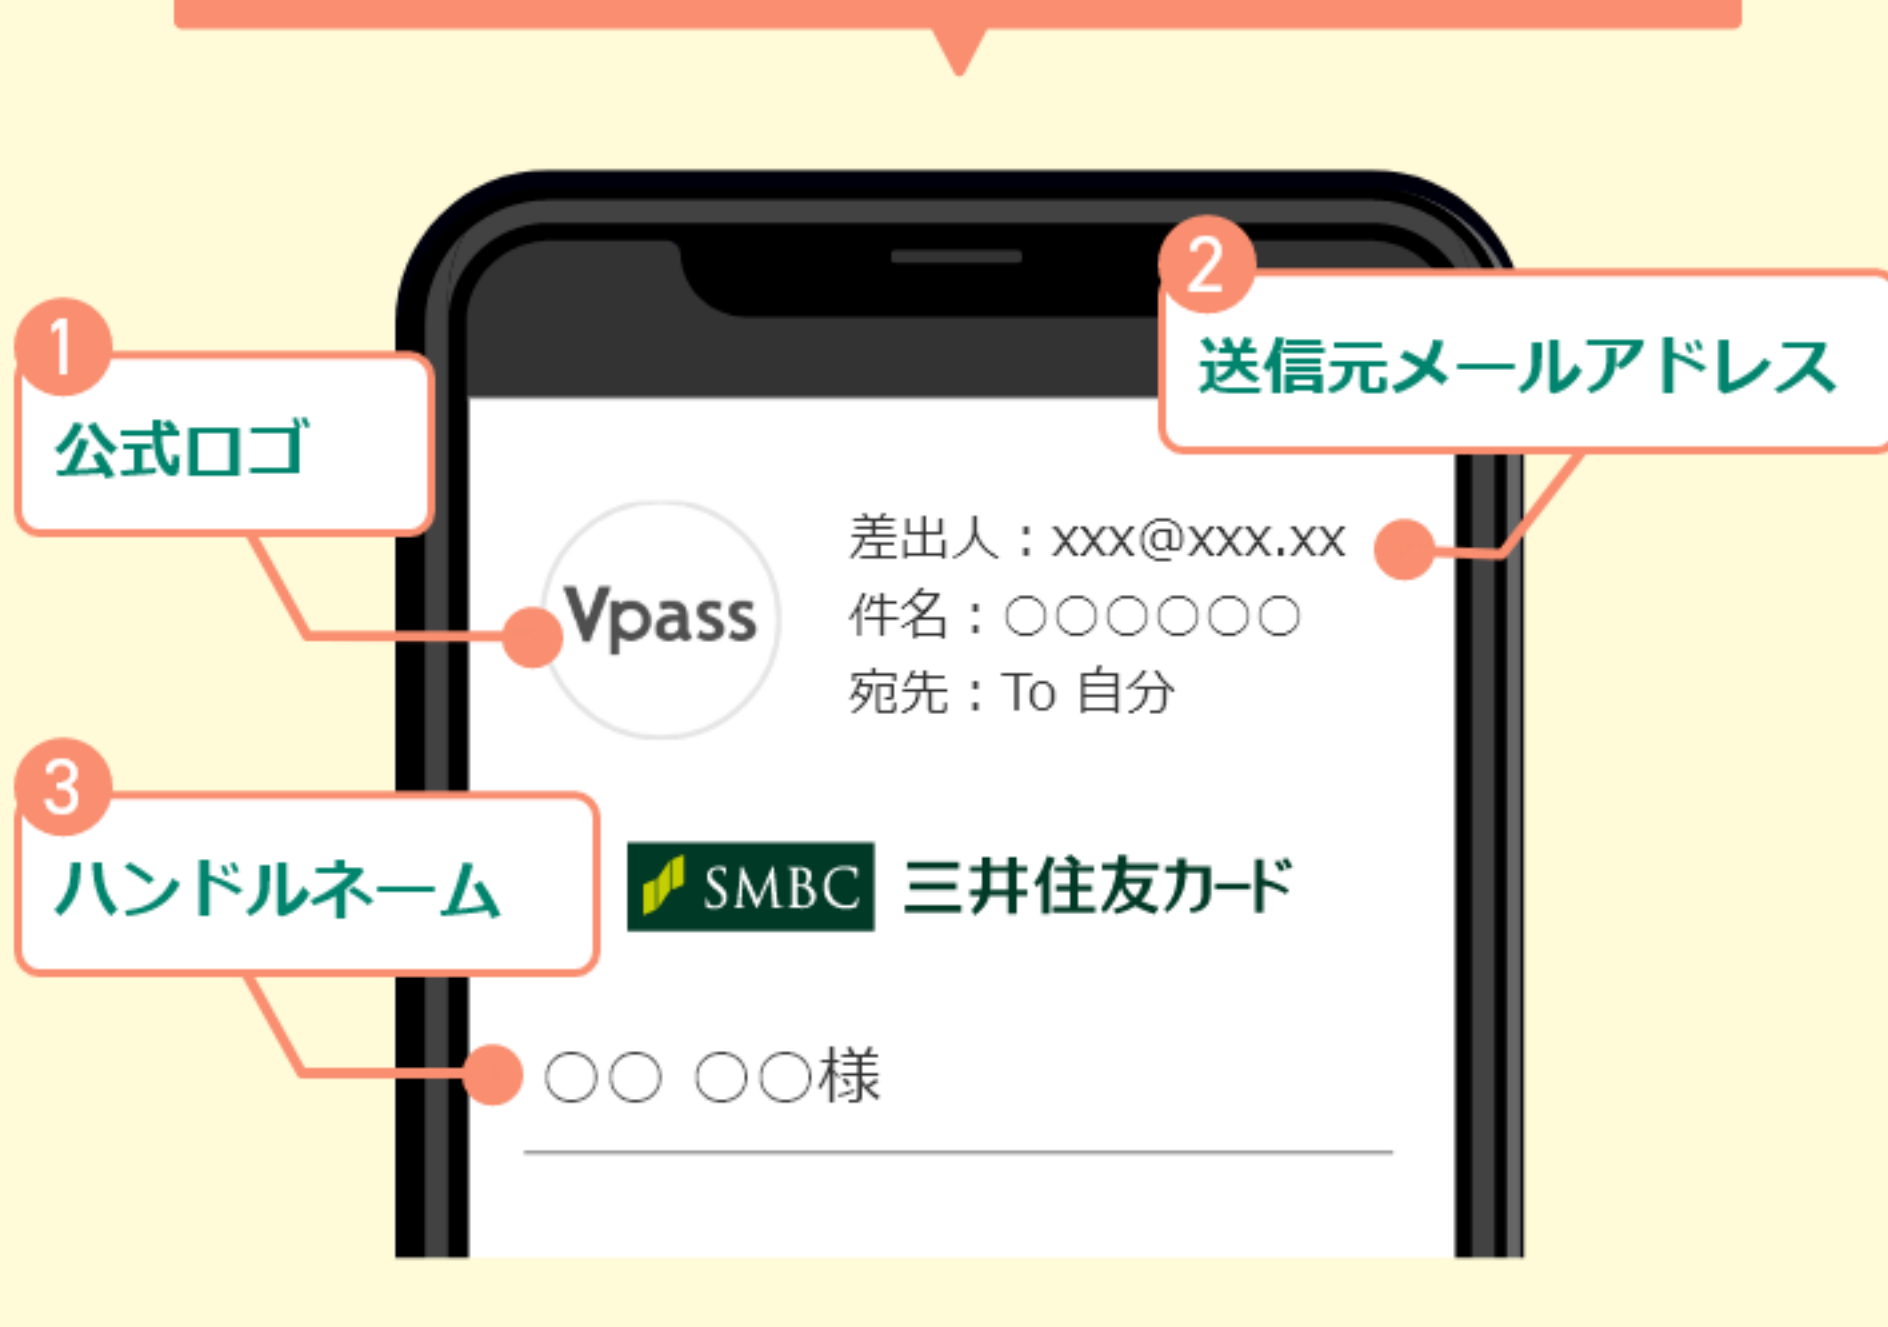 2
送信元メールアドレス
1
公式ロゴ
差出人：xxx@xxx.xx
Vpass
件名：○○○○○○
宛先：To 自分
3
ハンドルネーム
SMBC 三井住友カード
○○ ○○様